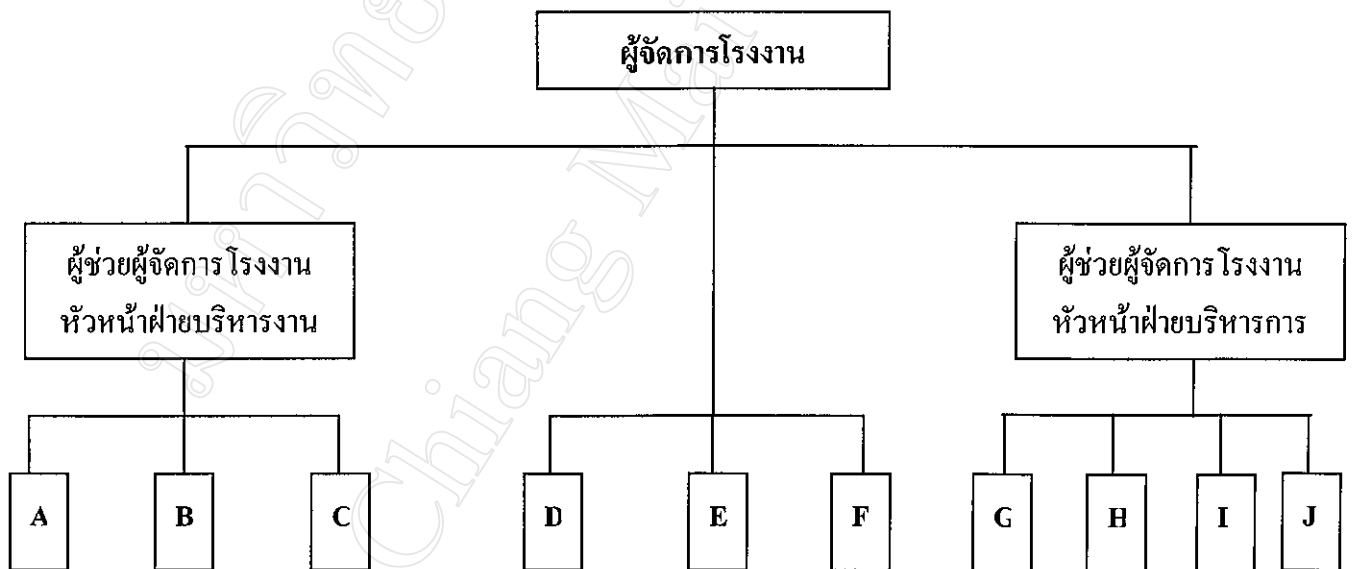 ผู้จัดการโรงงาน
ผู้ช่วยผู้จัดการโรงงาน
หัวหน้าฝ่ายบริหารงาน
ผู้ช่วยผู้จัดการโรงงาน
หัวหน้าฝ่ายบริหารการ
A B C D E F G H I J
Chiang Mai